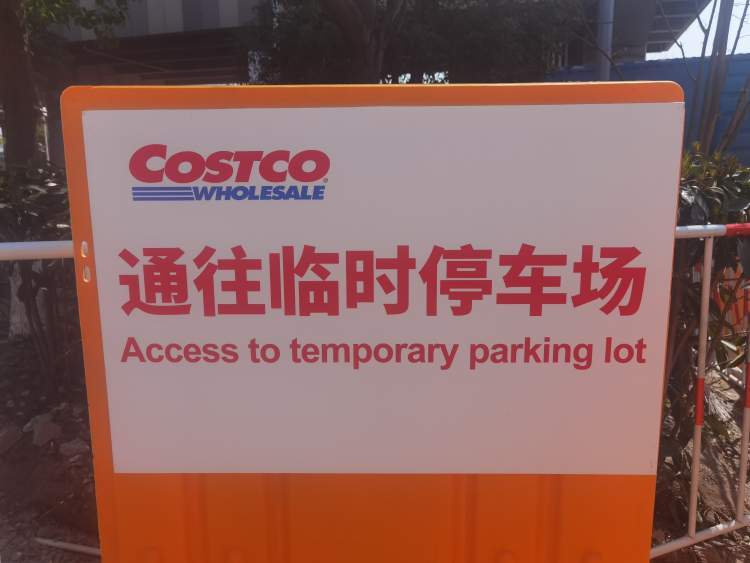 COSTCO
WHOLESALE
通往临时停车场
Access to temporary parking lot